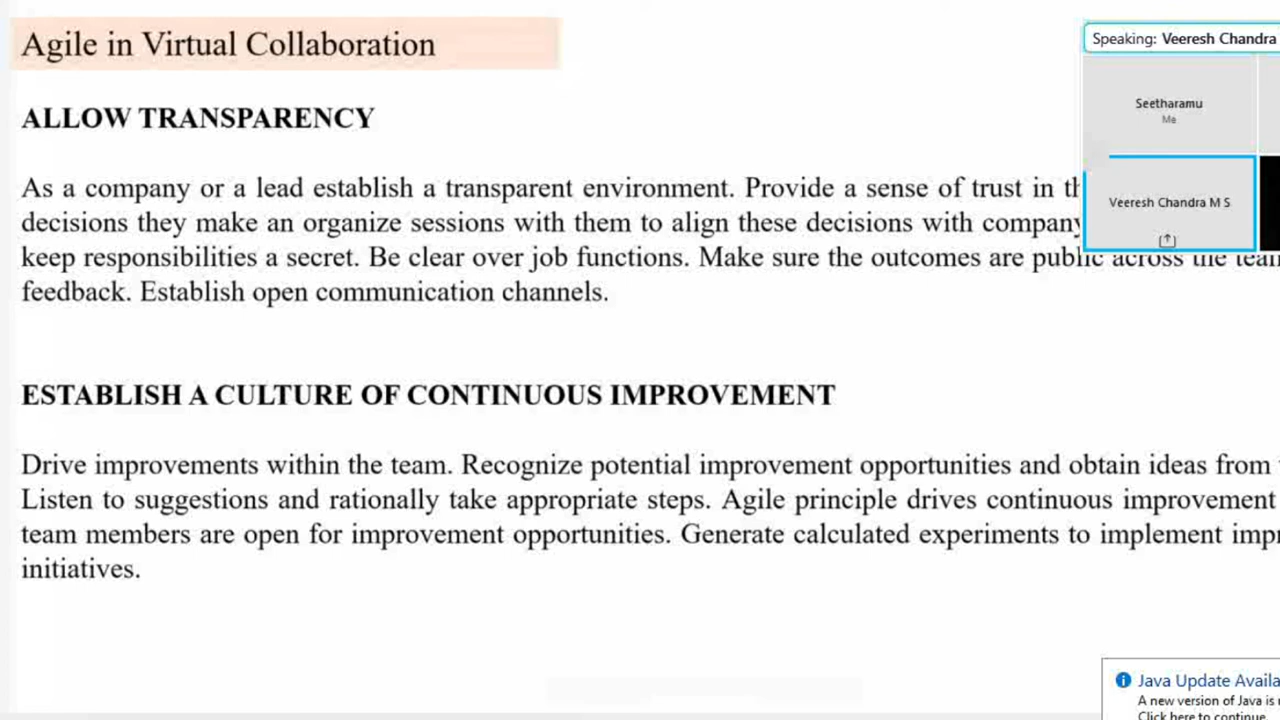 Agile in Virtual Collaboration
Speaking: Veeresh Chandra
Seetharamu
Me
Veeresh Chandra M S
ALLOW TRANSPARENCY
As a company or a lead establish a transparent environment. Provide a sense of trust in
decisions they make an organize sessions with them to align these decisions with company
keep responsibilities a secret. Be clear over job functions. Make sure the outcomes are public across the
feedback. Establish open communication channels.
ESTABLISH A CULTURE OF CONTINUOUS IMPROVEMENT
Drive improvements within the team. Recognize potential improvement opportunities and obtain ideas from
Listen to suggestions and rationally take appropriate steps. Agile principle drives continuous improvement
team members are open for improvement opportunities. Generate calculated experiments to implement
initiatives.
Java Update
A new version of Java is
Click here to continue.